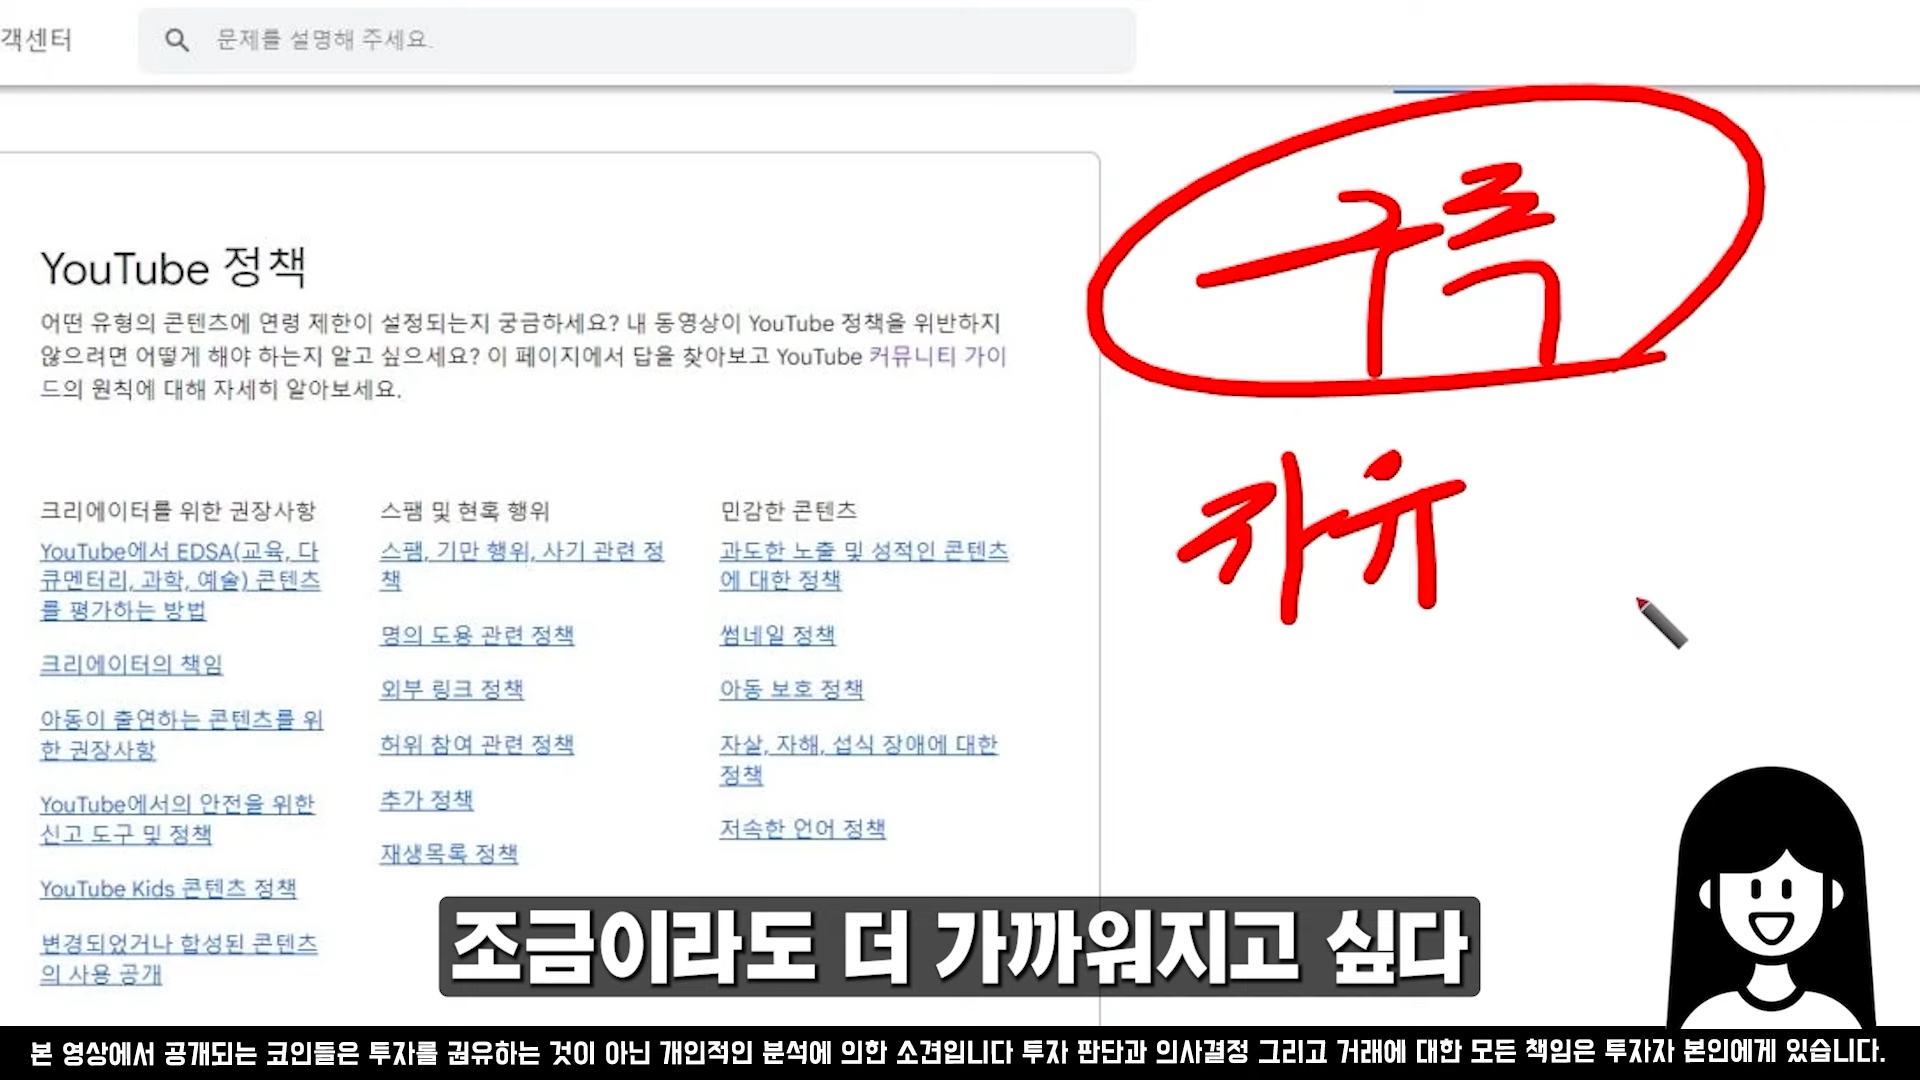 객센터
문제를 설명해 주세요.
구독
자유
YouTube 정책
어떤 유형의 콘텐츠에 연령 제한이 설정되는지 궁금하세요? 내 동영상이 YouTube 정책을 위반하지
않으려면 어떻게 해야 하는지 알고 싶으세요? 이 페이지에서 답을 찾아보고 YouTube 커뮤니티 가이
드의 원칙에 대해 자세히 알아보세요.
크리에이터를 위한 권장사항
YouTube에서 EDSA(교육, 다
큐멘터리, 과학, 예술) 콘텐츠
를 평가하는 방법
크리에이터의 책임
아동이 출연하는 콘텐츠를 위
한 권장사항
YouTube에서의 안전을 위한
신고 도구 및 정책
YouTube Kids 콘텐츠 정책
변경되었거나 합성된 콘텐츠
의 사용 공개
스팸 및 현혹 행위
스팸, 기만 행위, 사기 관련 정
책
명의 도용 관련 정책
외부 링크 정책
허위 참여 관련 정책
추가 정책
재생목록 정책
민감한 콘텐츠
과도한 노출 및 성적인 콘텐츠
에 대한 정책
썸네일 정책
아동 보호 정책
자살, 자해, 섭식 장애에 대한
정책
저속한 언어 정책
조금이라도 더 가까워지고 싶다
본 영상에서 공개되는 코인들은 투자를 권유하는 것이 아닌 개인적인 분석에 의한 소견입니다 투자 판단과 의사결정 그리고 거래에 대한 모든 책임은 투자자 본인에게 있습니다.